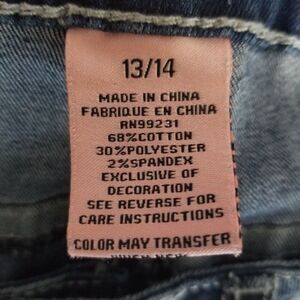 13/14
MADE IN CHINA
FABRIQUE EN CHINA
RN99231
68%COTTON
30%POLYESTER
2%SPANDEX
EXCLUSIVE OF
DECORATION
SEE REVERSE FOR
CARE INSTRUCTIONS
COLOR MAY TRANSFER